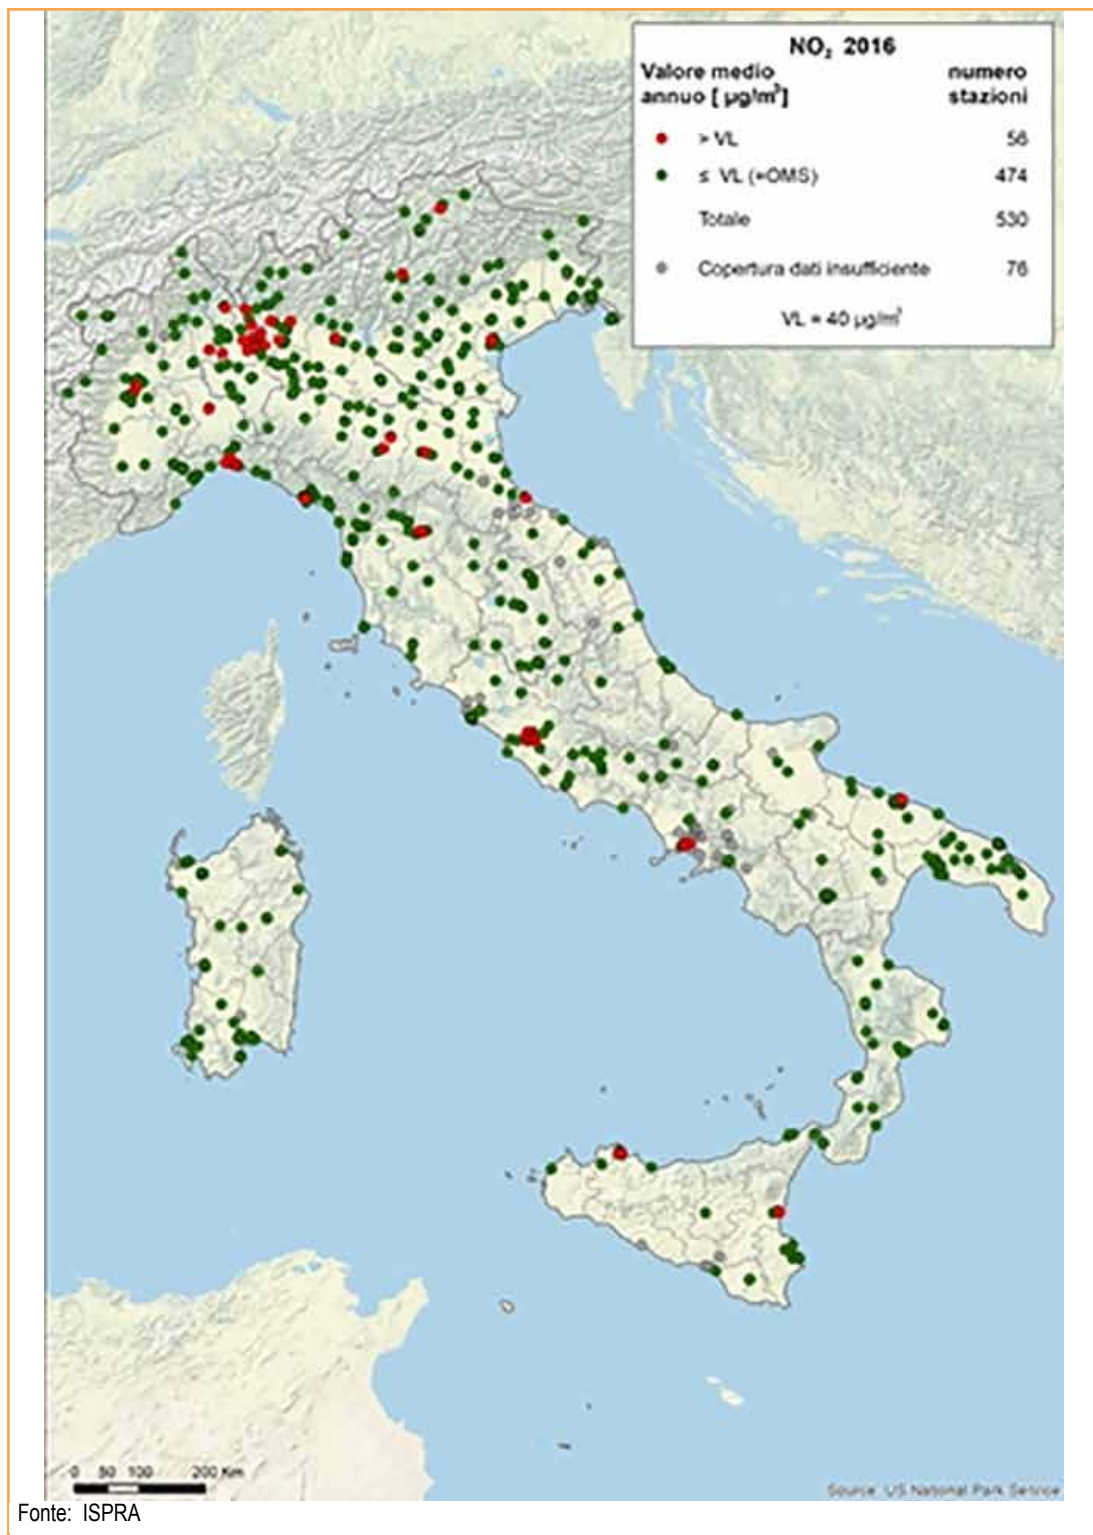 NO₂ 2016
Valore medio numero
annuo [ µg/m³] stazioni
> VL 56
≤ VL (=OMS) 474
Totale 530
Copertura dati insufficiente 76
VL = 40 µg/m³
0 50 100 200 Km
Source: US National Park Service
Fonte: ISPRA